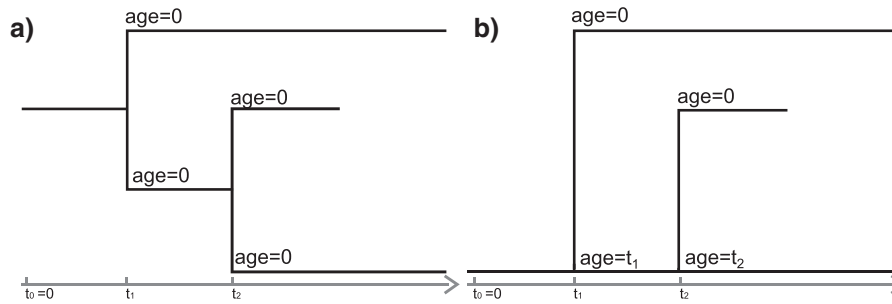 a)
age=0
age=0
age=0
age=0
t₀=0
t₁
t₂
b)
age=0
age=0
age=t₁
age=t₂
t₀=0
t₁
t₂